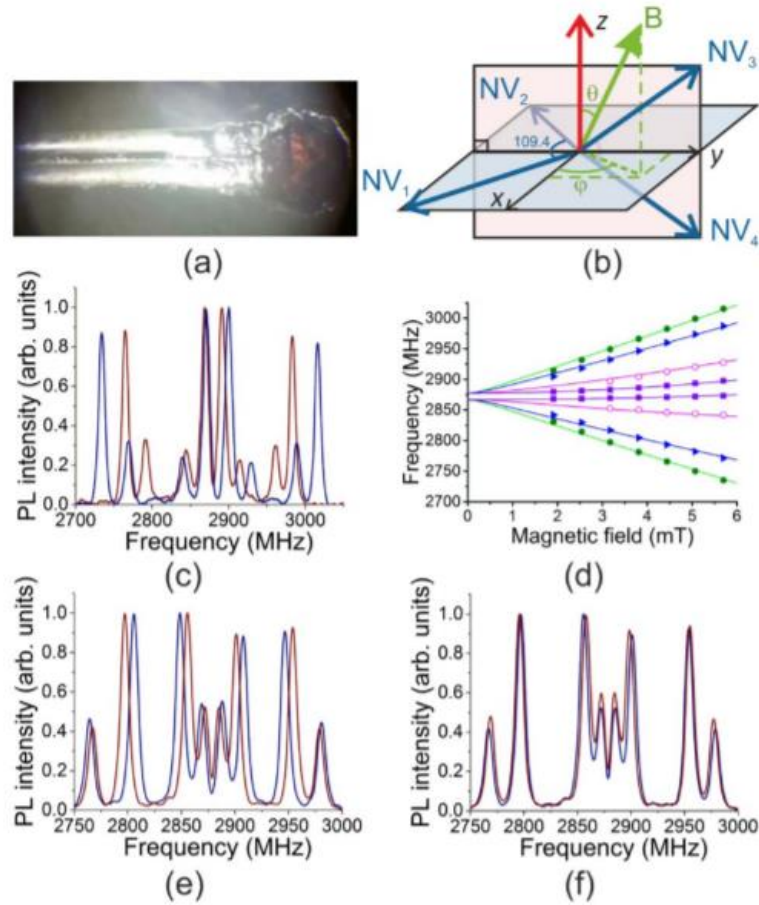 z
B
NV3
NV2
θ
109.4
y
NV1
x
φ
NV4
(a)
(b)
PL intensity (arb. units)
1.0
0.8
0.6
0.4
0.2
0.0
2700 2800 2900 3000
Frequency (MHz)
(c)
Frequency (MHz)
3000
2950
2900
2850
2800
2750
2700
0 1 2 3 4 5 6
Magnetic field (mT)
(d)
PL intensity (arb. units)
1.0
0.8
0.6
0.4
0.2
0.0
2750 2800 2850 2900 2950 3000
Frequency (MHz)
(e)
PL intensity (arb. units)
1.0
0.8
0.6
0.4
0.2
0.0
2750 2800 2850 2900 2950 3000
Frequency (MHz)
(f)